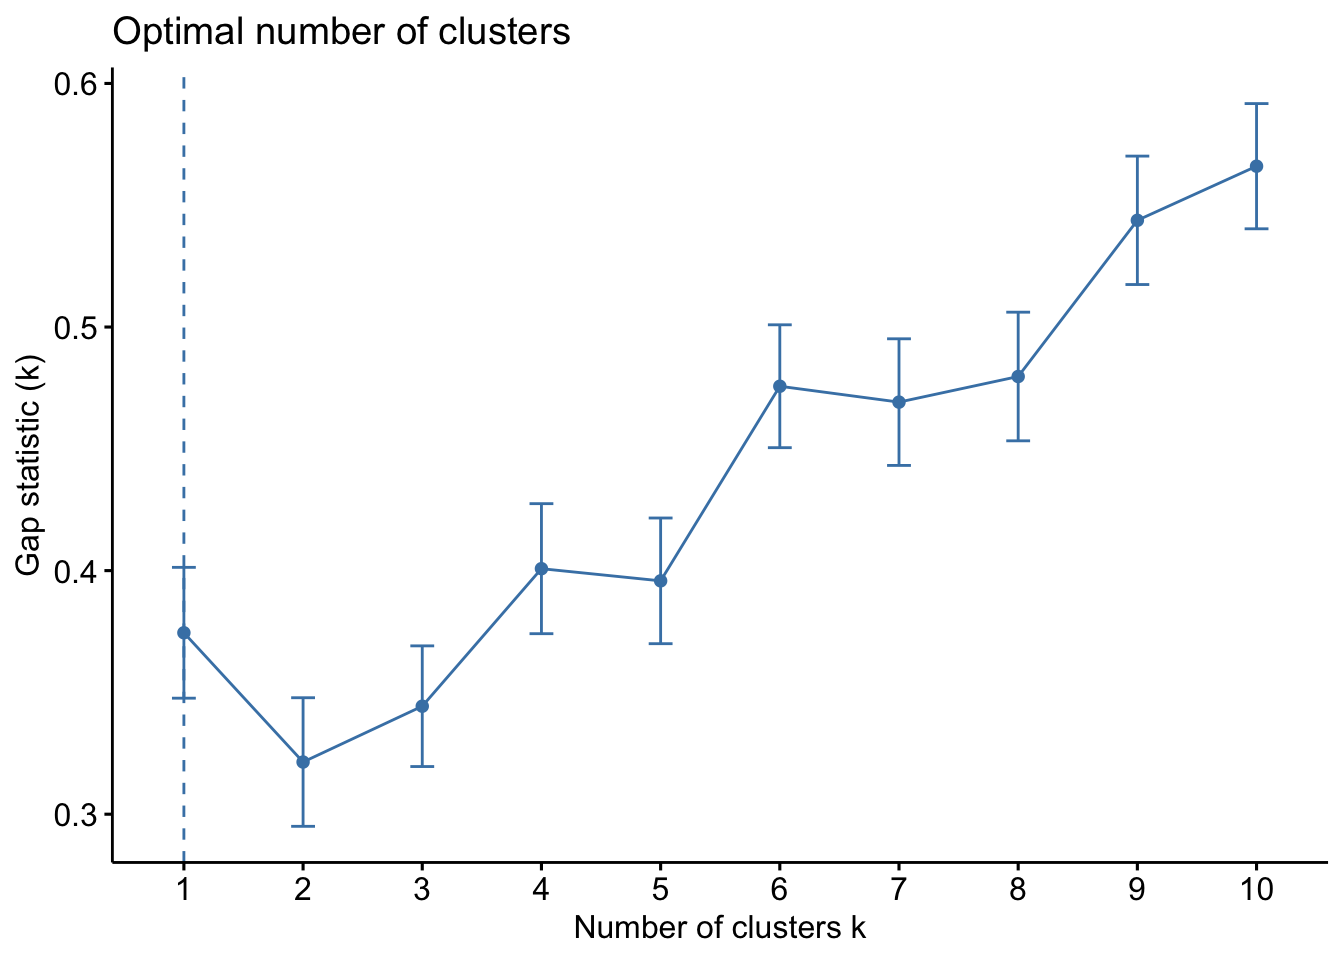 Optimal number of clusters
0.6
0.5
0.4
0.3
Gap statistic (k)
1 2 3 4 5 6 7 8 9 10
Number of clusters k